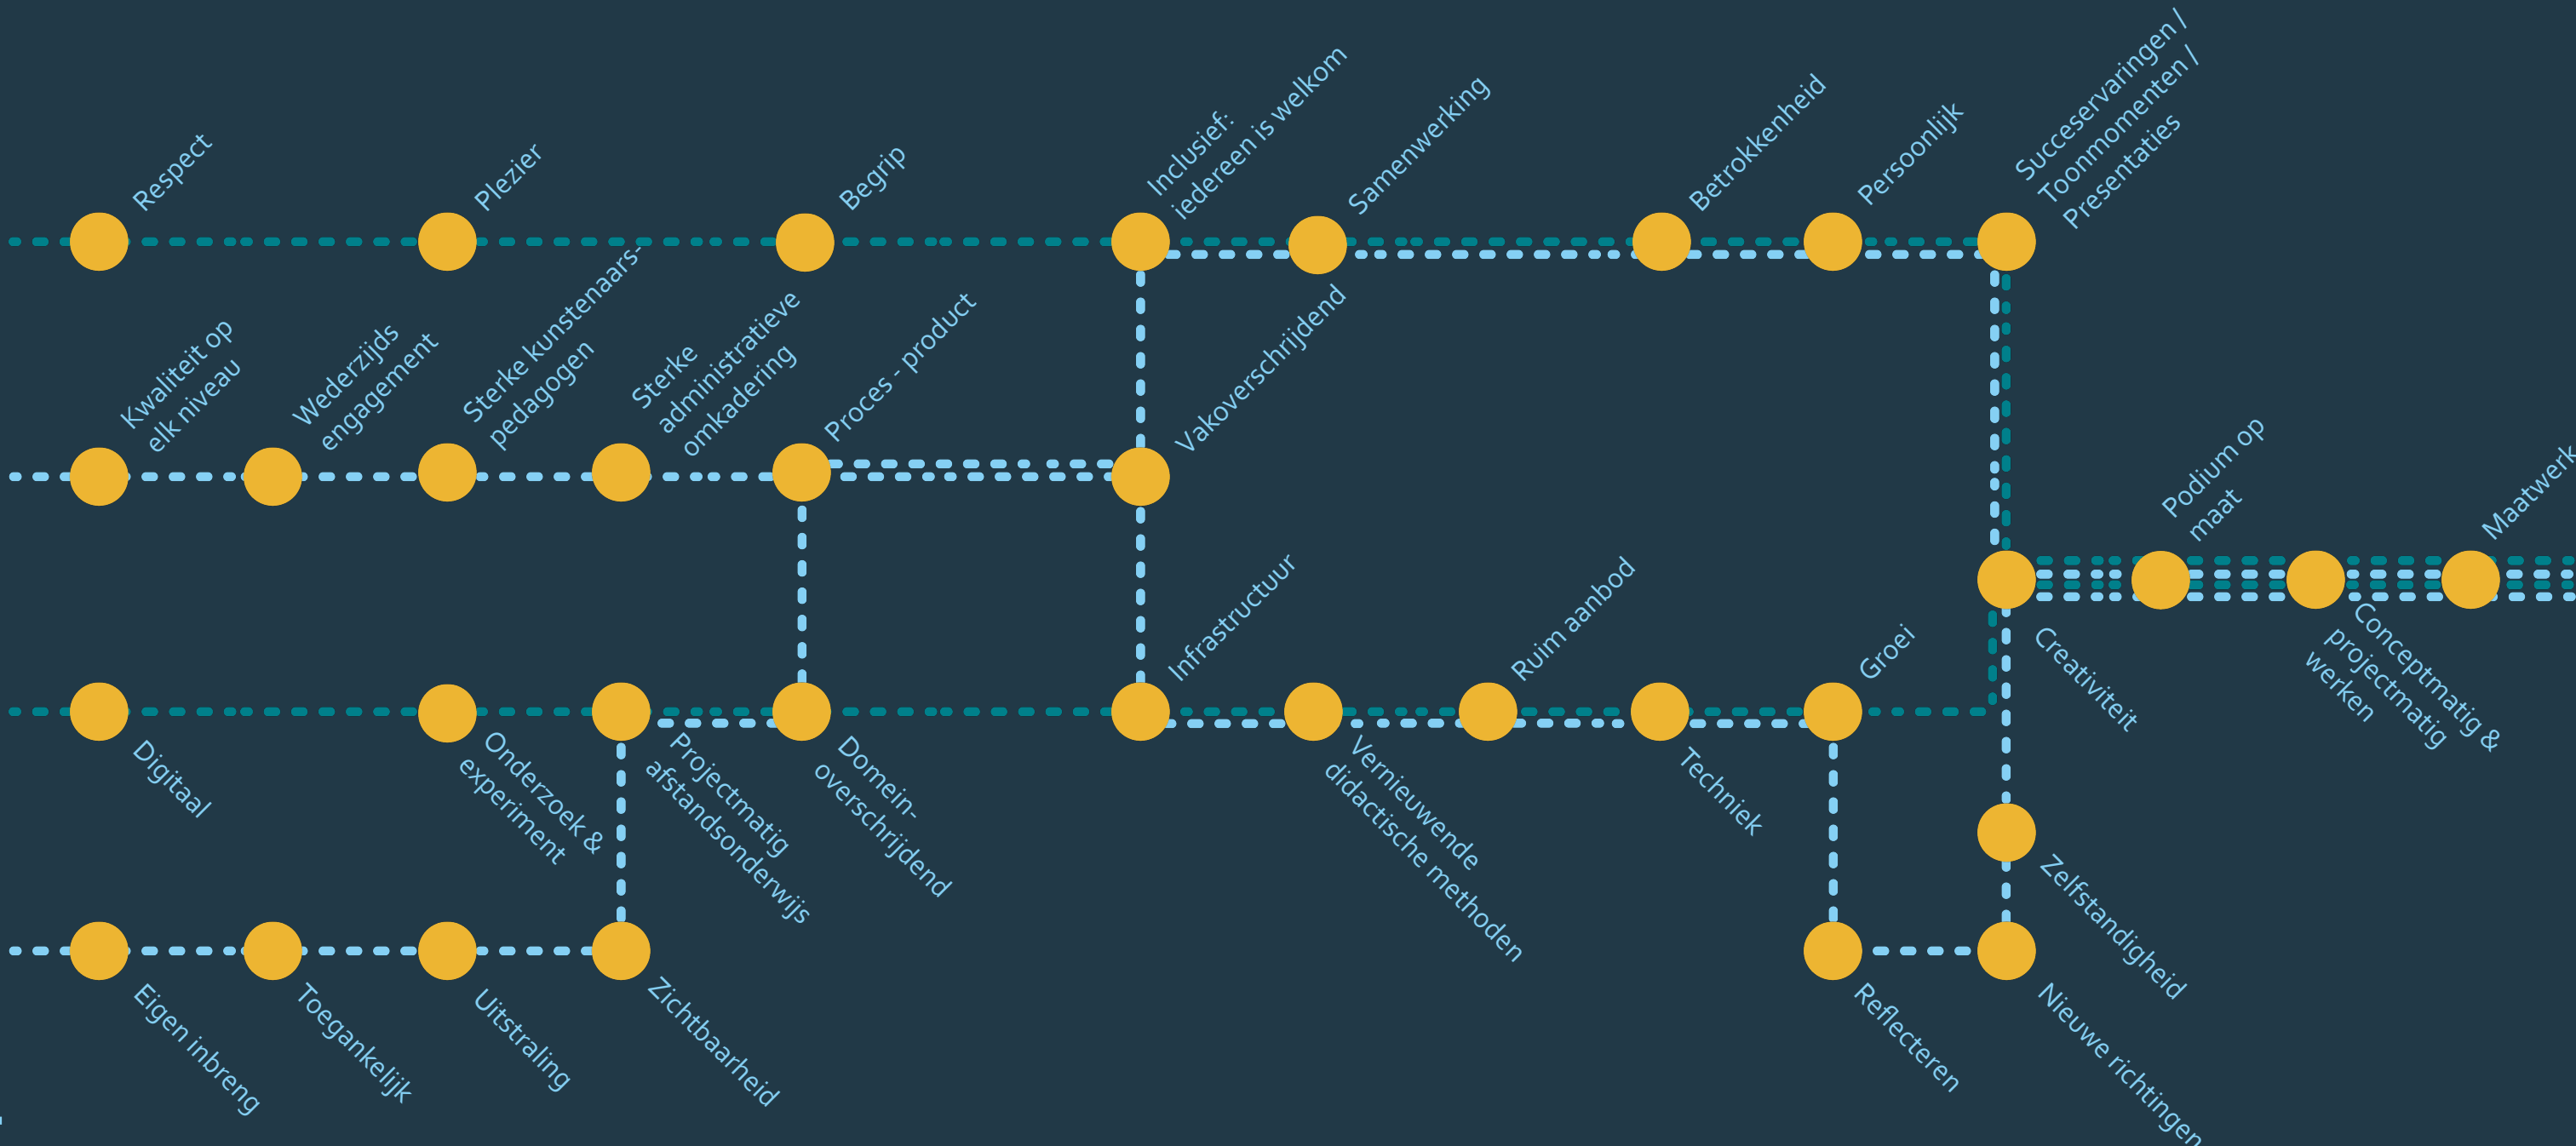 Respect
Plezier
Begrip
Inclusief:
iedereen is welkom
Samenwerking
Betrokkenheid
Persoonlijk
Succeservaringen /
Toonmomenten /
Presentaties
Kwaliteit op
elk niveau
Wederzijds
engagement
Sterke kunstenaars-
pedagogen
Sterke
administratieve
omkadering
Proces - product
Vakoverschrijdend
Podium op
maat
Maatwerk
Infrastructuur
Ruim aanbod
Groei
Creativiteit
Conceptmatig &
projectmatig
werken
Digitaal
Onderzoek &
experiment
Projectmatig
afstandsonderwijs
Domein-
overschrijdend
Vernieuwende
didactische methoden
Techniek
Zelfstandigheid
Eigen inbreng
Toegankelijk
Uitstraling
Zichtbaarheid
Reflecteren
Nieuwe richtingen